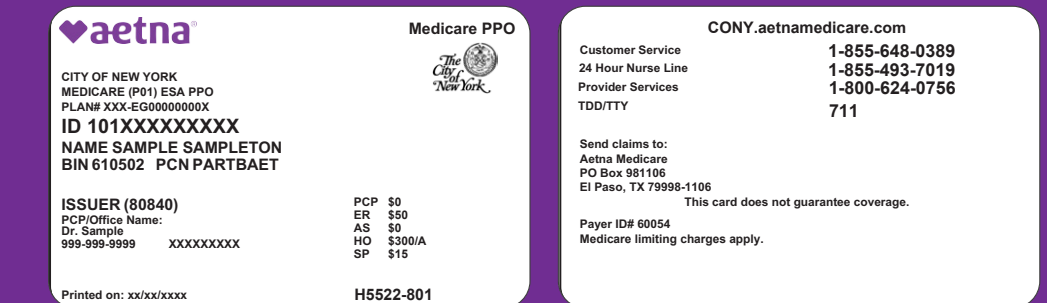 aetna®
Medicare PPO
The
City
of
New York
CITY OF NEW YORK
MEDICARE (P01) ESA PPO
PLAN# XXX-EG00000000X
ID 101XXXXXXXXX
NAME SAMPLE SAMPLETON
BIN 610502 PCN PARTBAET
ISSUER (80840)
PCP/Office Name:
Dr. Sample
999-999-9999 XXXXXXXXX
PCP $0
ER $50
AS $0
HO $300/A
SP $15
Printed on: xx/xx/xxxx
H5522-801
CONY.aetnamedicare.com
Customer Service 1-855-648-0389
24 Hour Nurse Line 1-855-493-7019
Provider Services 1-800-624-0756
TDD/TTY 711
Send claims to:
Aetna Medicare
PO Box 981106
El Paso, TX 79998-1106
This card does not guarantee coverage.
Payer ID# 60054
Medicare limiting charges apply.